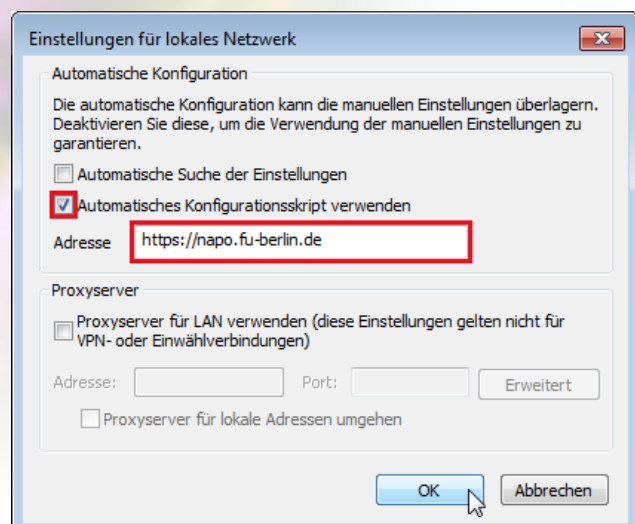 Einstellungen für lokales Netzwerk
Automatische Konfiguration
Die automatische Konfiguration kann die manuellen Einstellungen überlagern.
Deaktivieren Sie diese, um die Verwendung der manuellen Einstellungen zu
garantieren.
Automatische Suche der Einstellungen
Automatisches Konfigurationsskript verwenden
Adresse https://napo.fu-berlin.de
Proxyserver
Proxyserver für LAN verwenden (diese Einstellungen gelten nicht für
VPN- oder Einwählverbindungen)
Adresse: Port: Erweitert
Proxyserver für lokale Adressen umgehen
OK Abbrechen